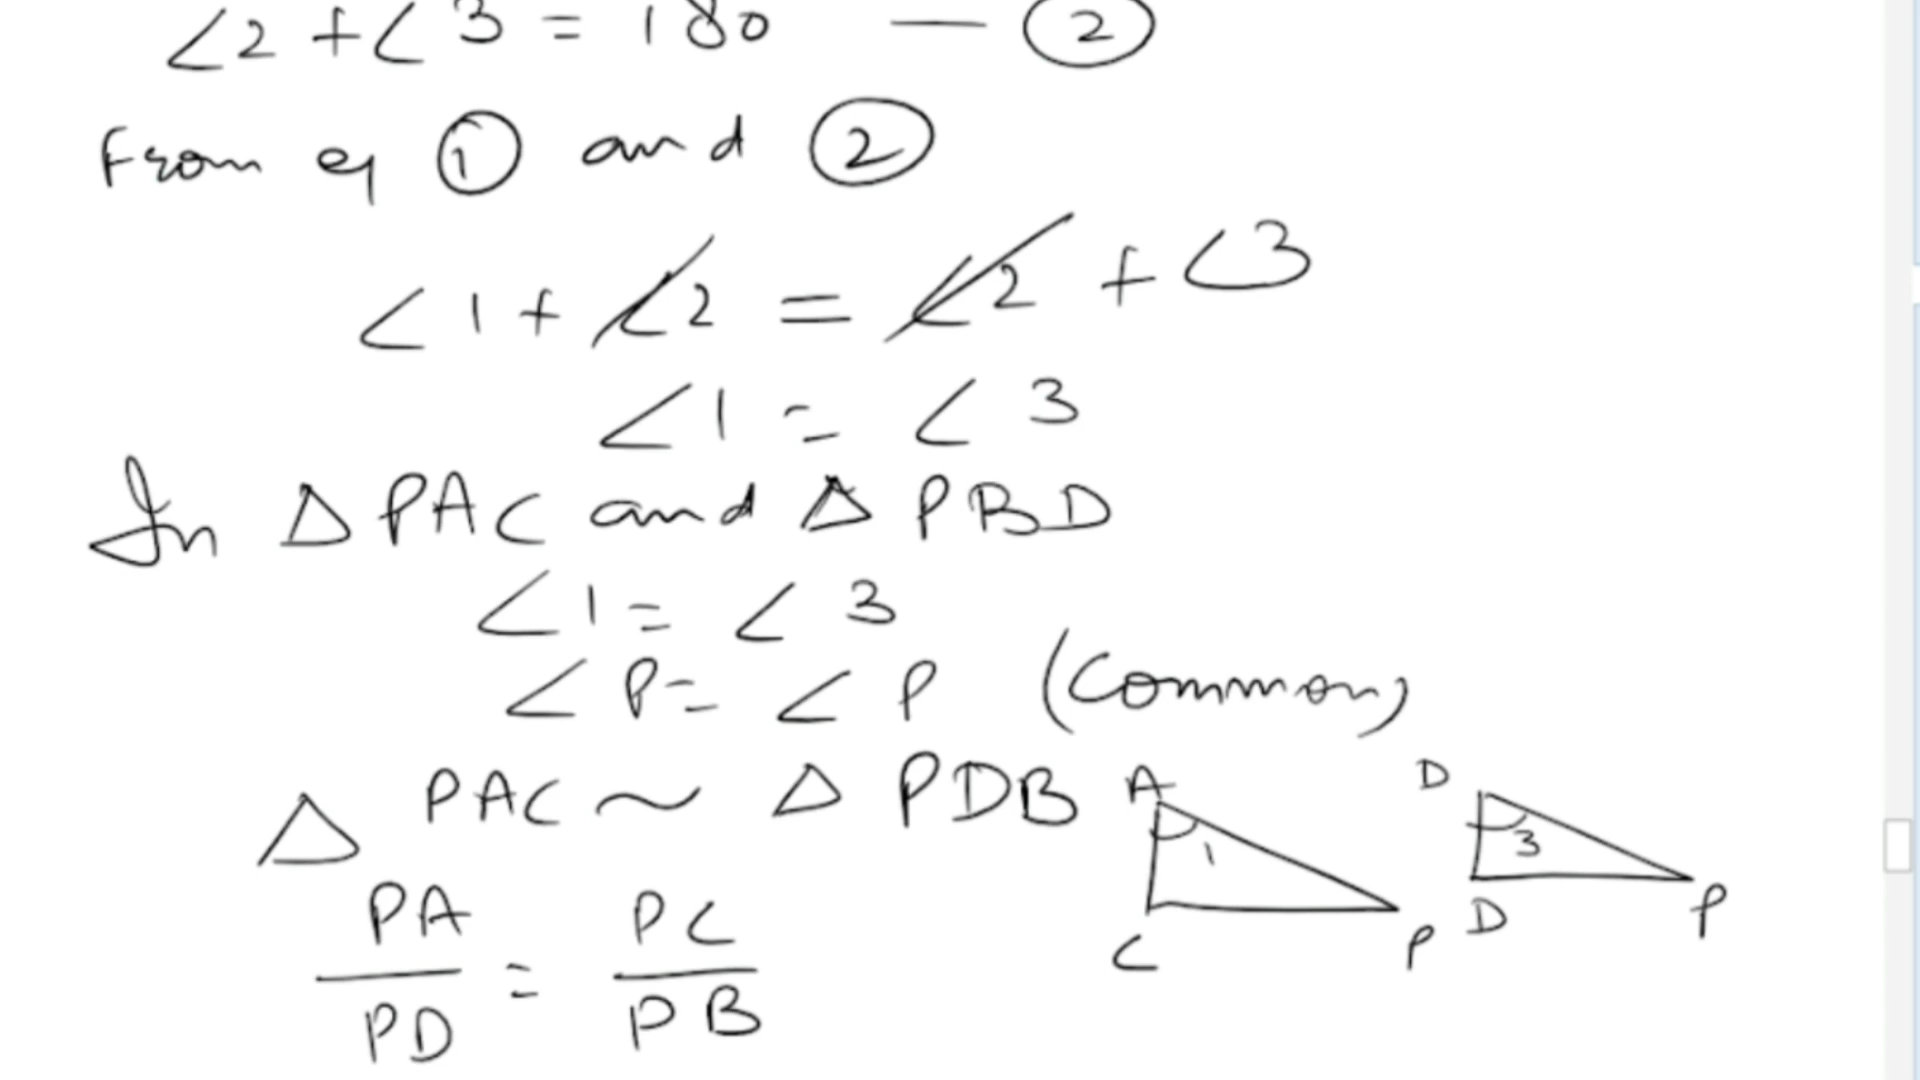 ∠2 + ∠3 = 180 — ②
From eq ① and ②
∠1 + ∠2 = ∠2 + ∠3
∠1 = ∠3
In △ PAC and △ PBD
∠1 = ∠3
∠P = ∠P (Common)
△ PAC ~ △ PDB
PA/PD = PC/PB
A
1
C
P
D
3
D
P